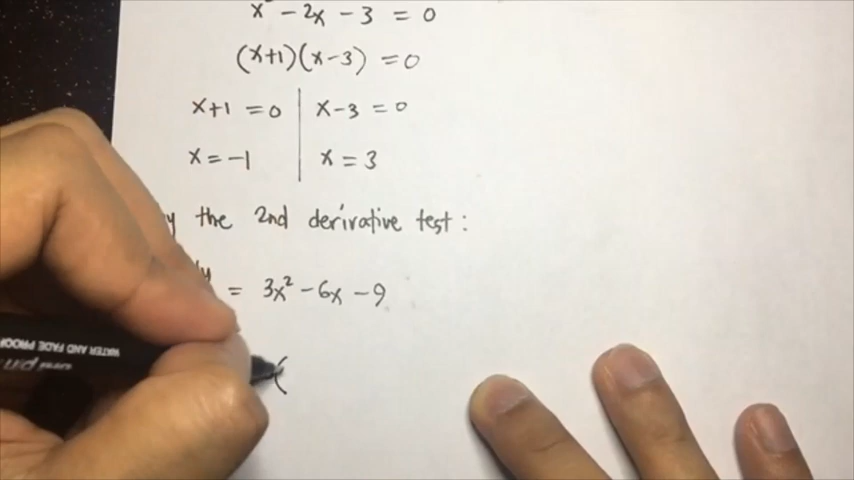 x² - 2x - 3 = 0
(x+1)(x-3) = 0
x+1 = 0 | x-3 = 0
x = -1 | x = 3
the 2nd derivative test :
= 3x² - 6x - 9
(
WATER AND FADE PROOF